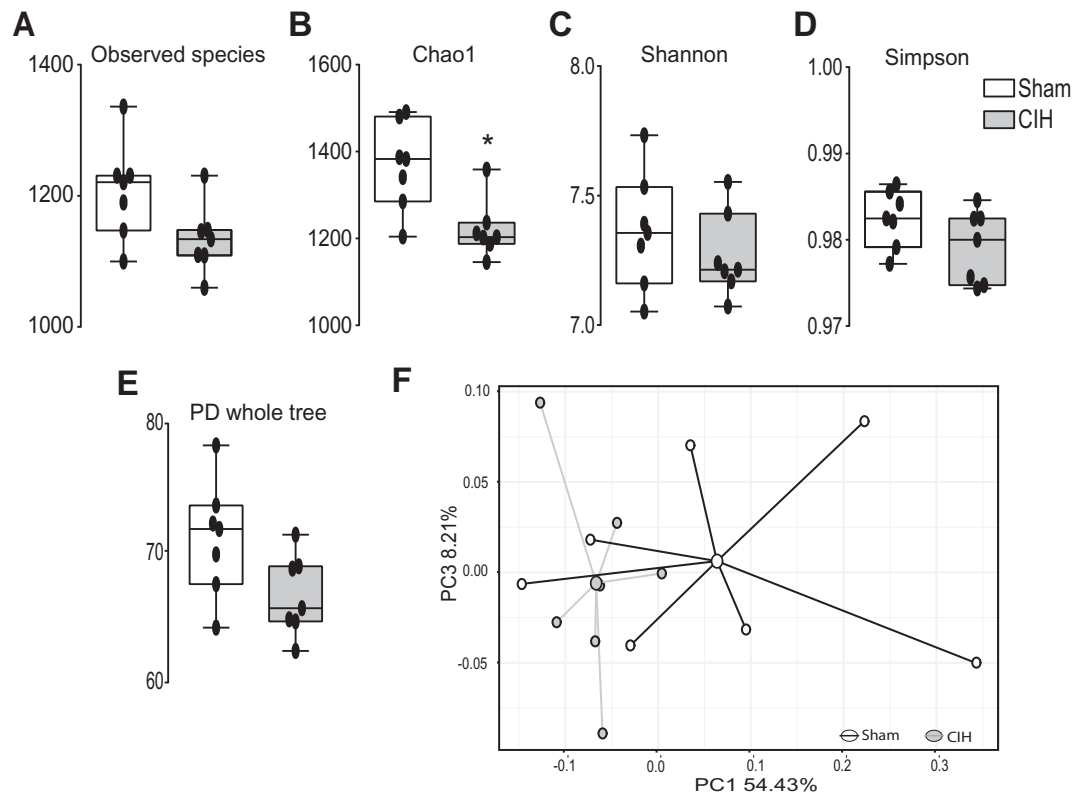 A
Observed species
1400
1200
1000
B
Chao1
1600
1400
1200
1000
*
C
Shannon
8.0
7.5
7.0
D
Simpson
1.00
0.99
0.98
0.97
Sham
CIH
E
PD whole tree
80
70
60
F
PC3 8.21%
0.10
0.05
0.00
-0.05
Sham
CIH
-0.1
0.0
0.1
0.2
0.3
PC1 54.43%